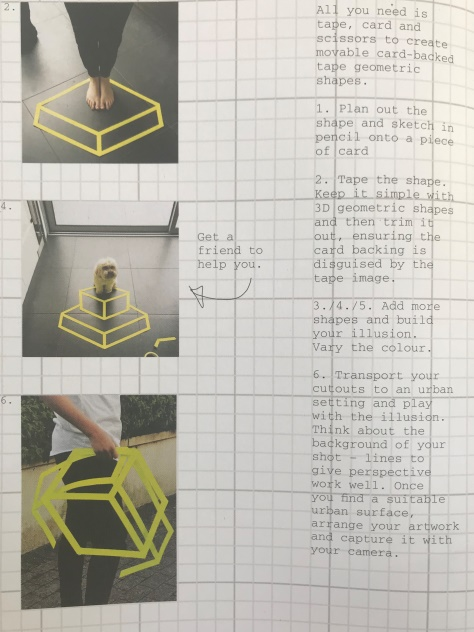 2.
4.
6.
Get a
friend to
help you.
All you need is
tape, card and
scissors to create
movable card-backed
tape geometric
shapes.
1. Plan out the
shape and sketch in
pencil onto a piece
of card
2. Tape the shape.
Keep it simple with
3D geometric shapes
and then trim it
out, ensuring the
card backing is
disguised by the
tape image.
3./4./5. Add more
shapes and build
your illusion.
Vary the colour.
6. Transport your
cutouts to an urban
setting and play
with the illusion.
Think about the
background of your
shot - lines to
give perspective
work well. Once
you find a suitable
urban surface,
arrange your artwork
and capture it with
your camera.